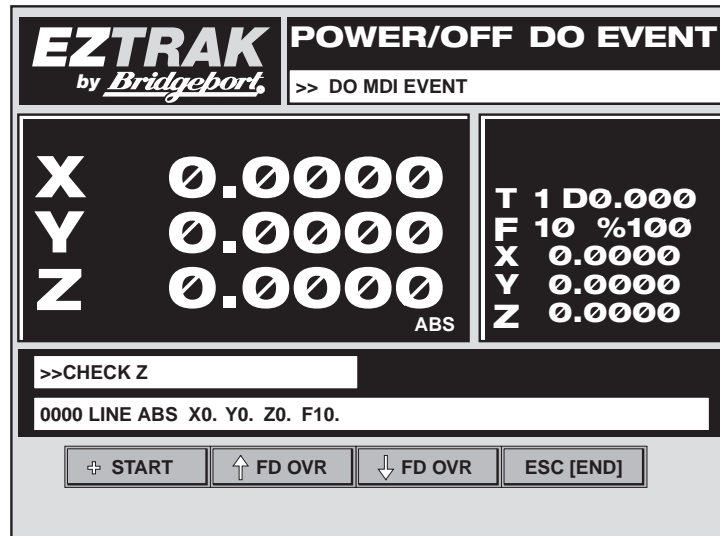 EZTRAK
by Bridgeport
POWER/OFF DO EVENT
>> DO MDI EVENT
X 0.0000
Y 0.0000
Z 0.0000
ABS
T 1 D0.000
F 10 %100
X 0.0000
Y 0.0000
Z 0.0000
>>CHECK Z
0000 LINE ABS X0. Y0. Z0. F10.
START
FD OVR
FD OVR
ESC [END]